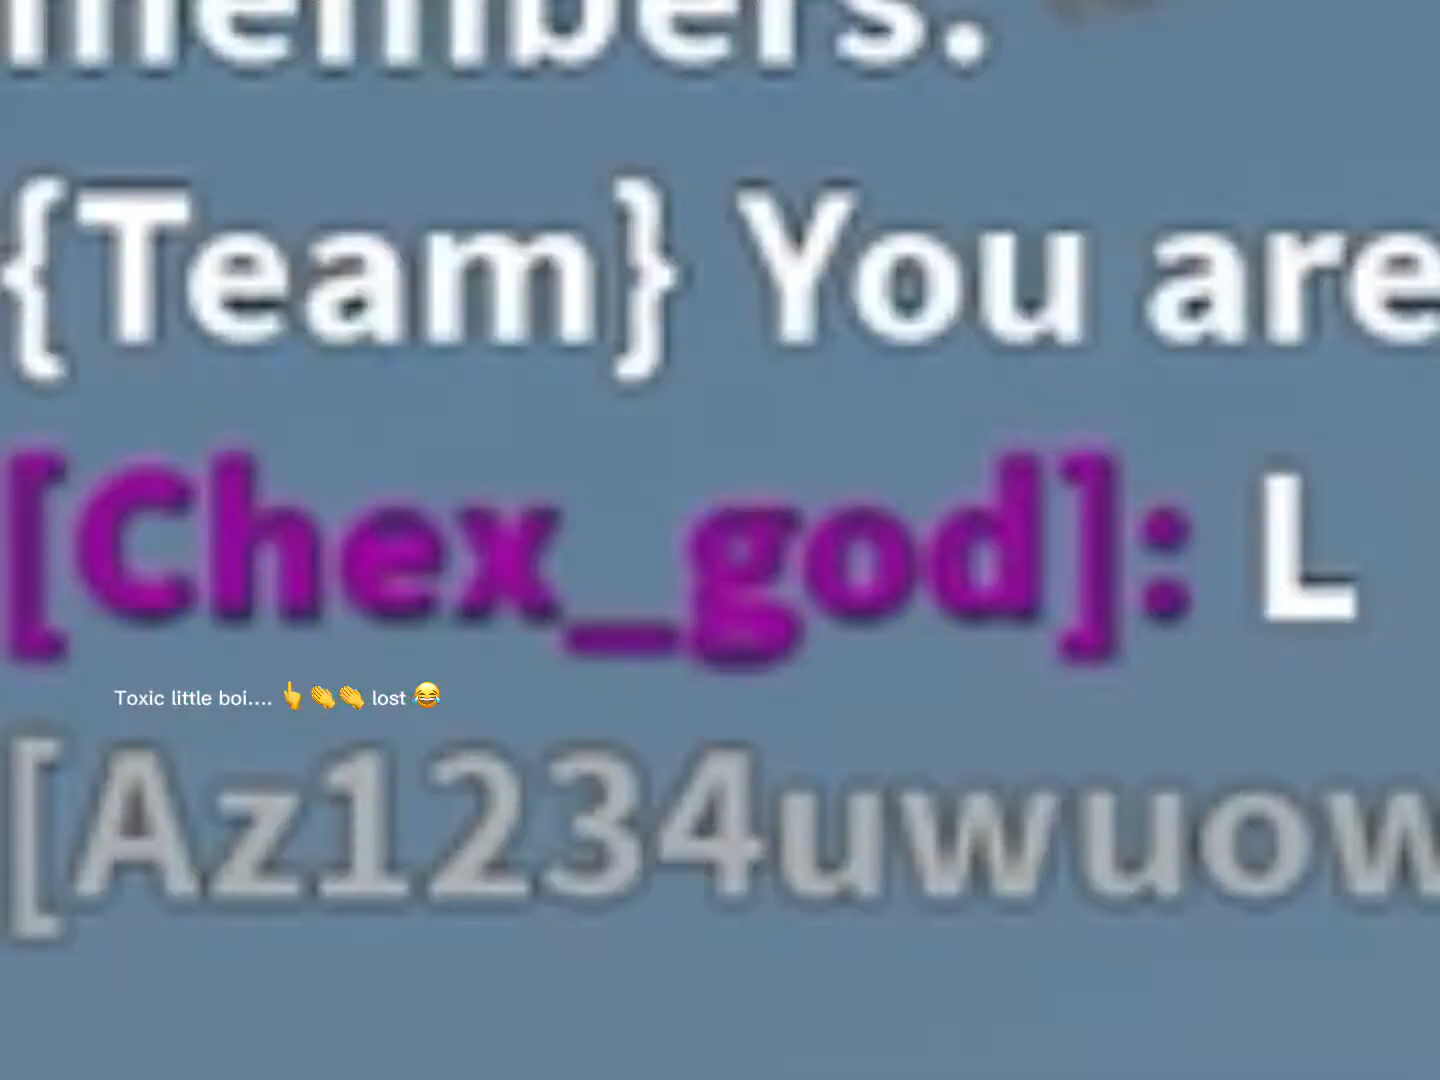 members.
{Team} You are
[Chex_god]: L
Toxic little boi.... 👆👏👏 lost 😂
[Az1234uwuow